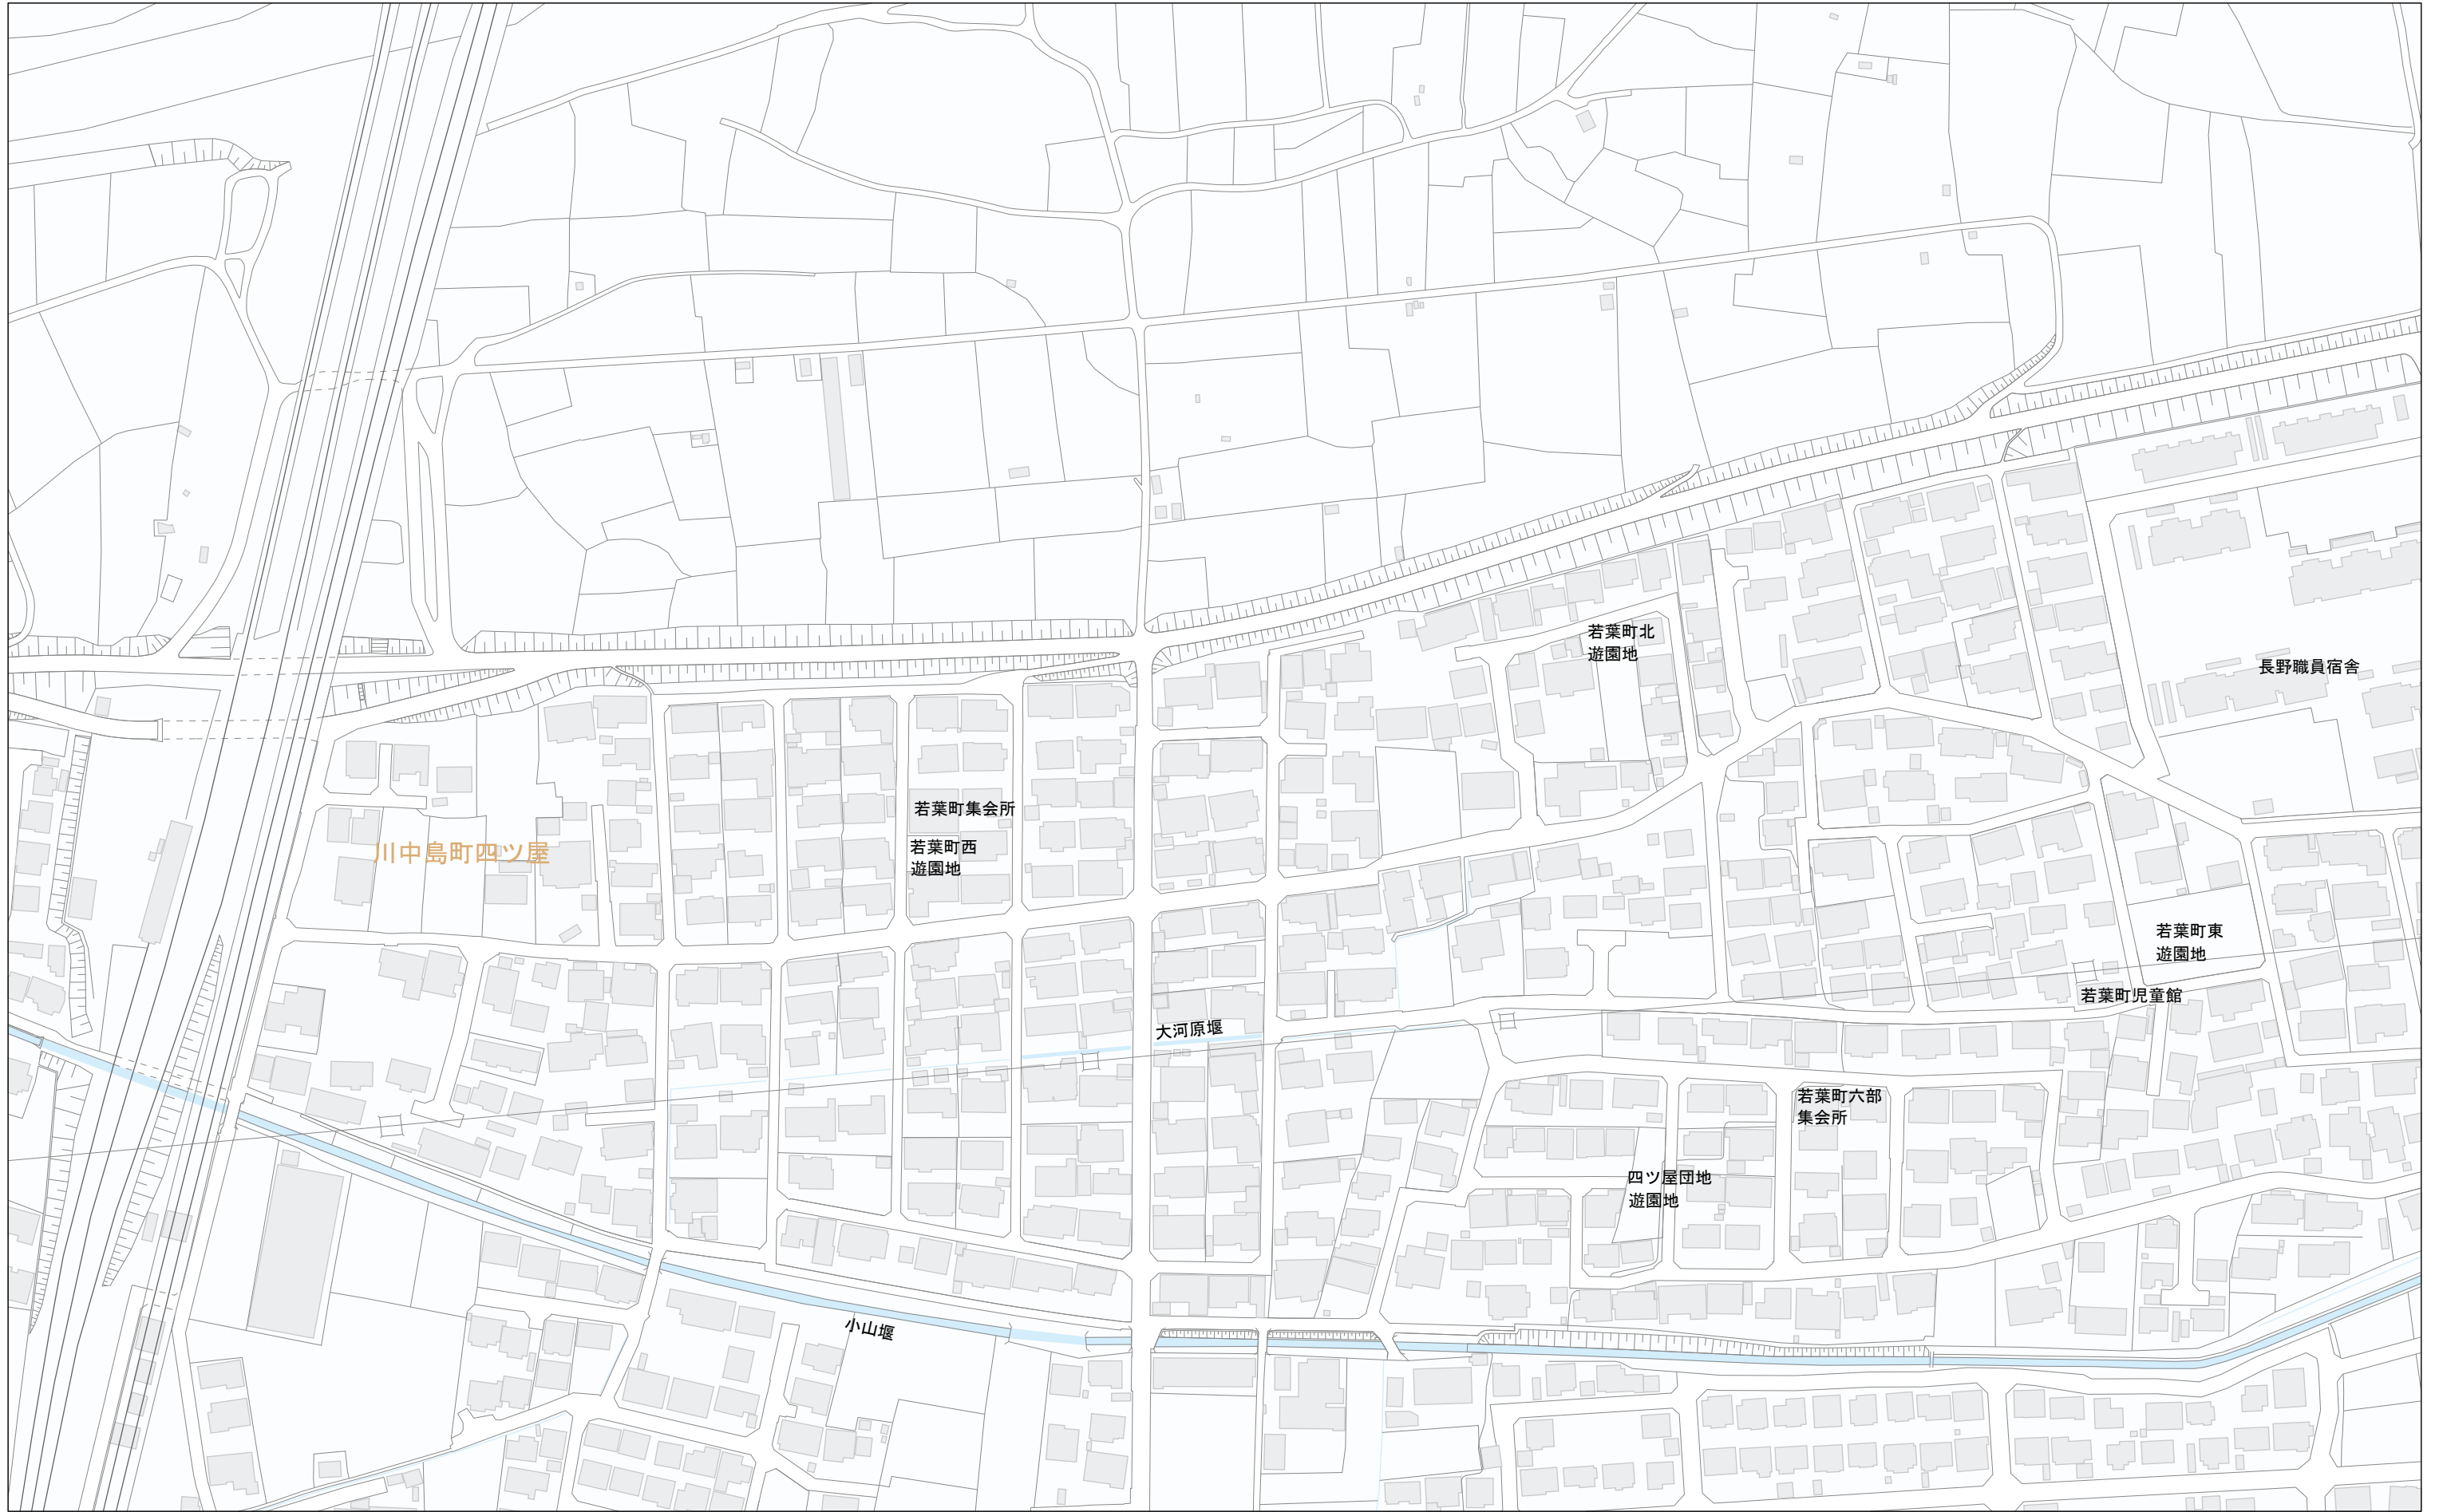 若葉町北
遊園地
長野職員宿舎
若葉町集会所
川中島町四ツ屋
若葉町西
遊園地
若葉町東
遊園地
若葉町児童館
大河原堰
若葉町六部
集会所
四ツ屋団地
遊園地
小山堰